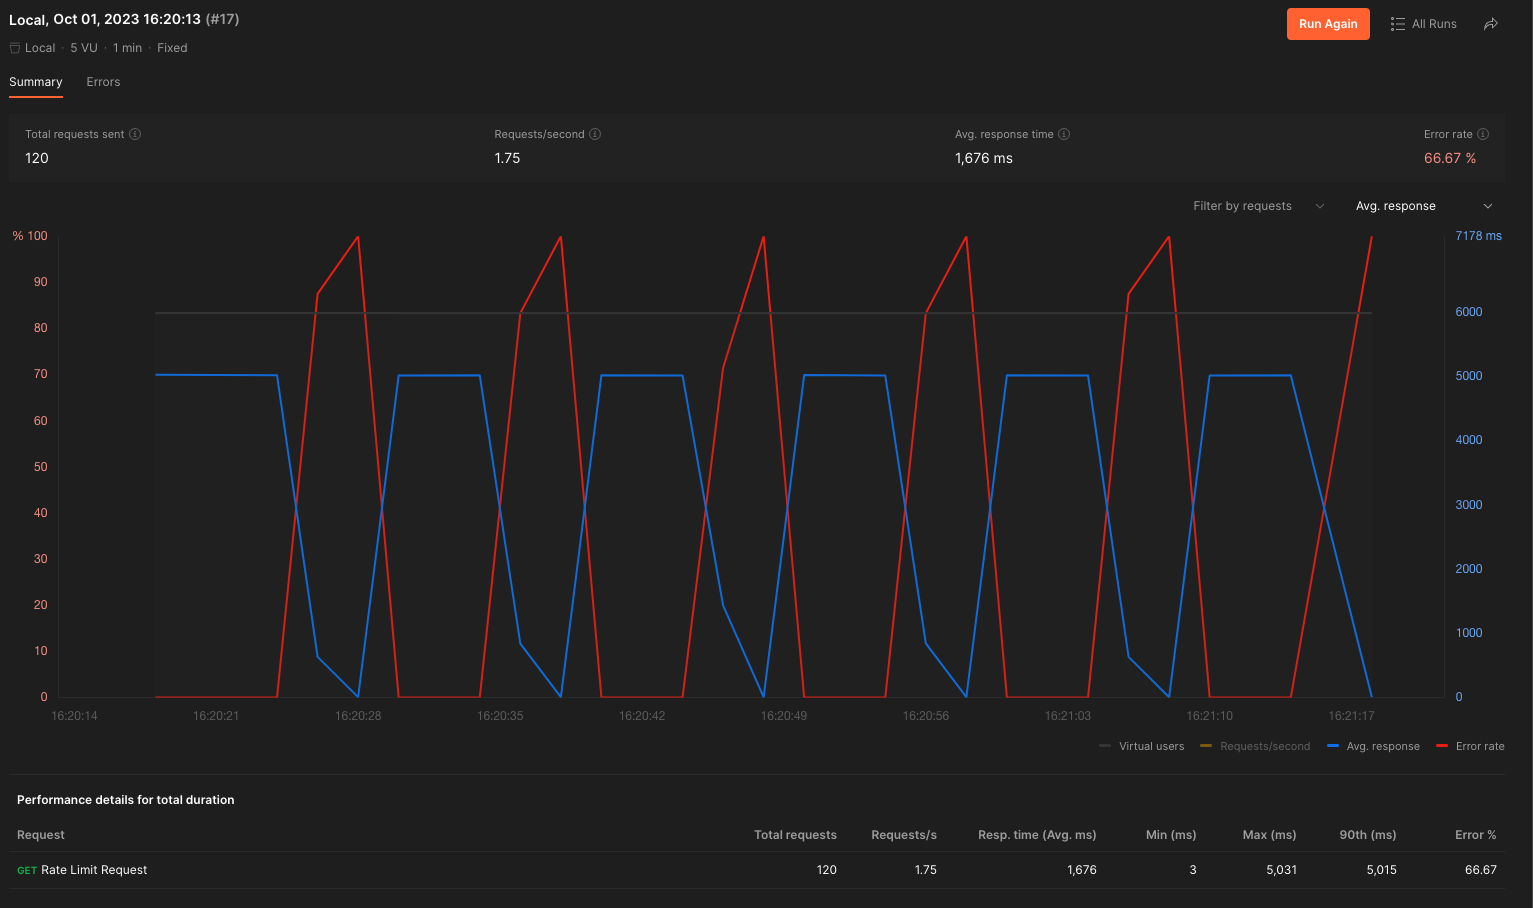 Local, Oct 01, 2023 16:20:13 (#17)
Run Again
All Runs
Local · 5 VU · 1 min · Fixed
Summary
Errors
Total requests sent
Requests/second
Avg. response time
Error rate
120
1.75
1,676 ms
66.67 %
Filter by requests
Avg. response
% 100
90
80
70
60
50
40
30
20
10
0
7178 ms
6000
5000
4000
3000
2000
1000
0
16:20:14
16:20:21
16:20:28
16:20:35
16:20:42
16:20:49
16:20:56
16:21:03
16:21:10
16:21:17
Virtual users
Requests/second
Avg. response
Error rate
Performance details for total duration
Request Total requests Requests/s Resp. time (Avg. ms) Min (ms) Max (ms) 90th (ms) Error %
GET Rate Limit Request 120 1.75 1,676 3 5,031 5,015 66.67